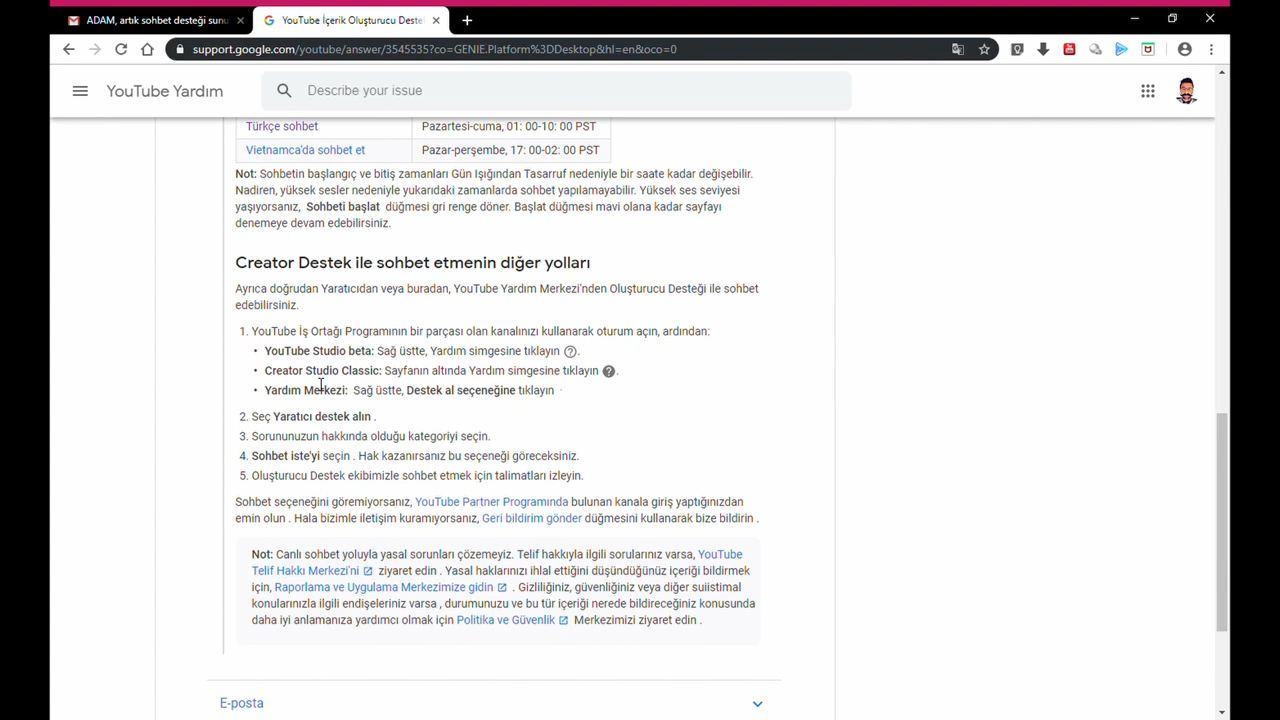 ADAM, artık sohbet desteği sunu
YouTube İçerik Oluşturucu Deste
support.google.com/youtube/answer/3545535?co=GENIE.Platform%3DDesktop&hl=en&oco=0
YouTube Yardım
Describe your issue
Türkçe sohbet Pazartesi-cuma, 01: 00-10: 00 PST
Vietnamca'da sohbet et Pazar-perşembe, 17: 00-02: 00 PST
Not: Sohbetin başlangıç ve bitiş zamanları Gün Işığından Tasarruf nedeniyle bir saate kadar değişebilir.
Nadiren, yüksek sesler nedeniyle yukarıdaki zamanlarda sohbet yapılamayabilir. Yüksek ses seviyesi
yaşıyorsanız, Sohbeti başlat düğmesi gri renge döner. Başlat düğmesi mavi olana kadar sayfayı
denemeye devam edebilirsiniz.
Creator Destek ile sohbet etmenin diğer yolları
Ayrıca doğrudan Yaratıcıdan veya buradan, YouTube Yardım Merkezi'nden Oluşturucu Desteği ile sohbet
edebilirsiniz.
1. YouTube İş Ortağı Programının bir parçası olan kanalınızı kullanarak oturum açın, ardından:
• YouTube Studio beta: Sağ üstte, Yardım simgesine tıklayın ?.
• Creator Studio Classic: Sayfanın altında Yardım simgesine tıklayın ?.
• Yardım Merkezi: Sağ üstte, Destek al seçeneğine tıklayın
2. Seç Yaratıcı destek alın .
3. Sorununuzun hakkında olduğu kategoriyi seçin.
4. Sohbet iste'yi seçin . Hak kazanırsanız bu seçeneği göreceksiniz.
5. Oluşturucu Destek ekibimizle sohbet etmek için talimatları izleyin.
Sohbet seçeneğini göremiyorsanız, YouTube Partner Programında bulunan kanala giriş yaptığınızdan
emin olun . Hala bizimle iletişim kuramıyorsanız, Geri bildirim gönder düğmesini kullanarak bize bildirin .
Not: Canlı sohbet yoluyla yasal sorunları çözemeyiz. Telif hakkıyla ilgili sorularınız varsa, YouTube
Telif Hakkı Merkezi'ni ziyaret edin . Yasal haklarınızı ihlal ettiğini düşündüğünüz içeriği bildirmek
için, Raporlama ve Uygulama Merkezimize gidin . Gizliliğiniz, güvenliğiniz veya diğer suiistimal
konularınızla ilgili endişeleriniz varsa , durumunuzu ve bu tür içeriği nerede bildireceğiniz konusunda
daha iyi anlamanıza yardımcı olmak için Politika ve Güvenlik Merkezimizi ziyaret edin .
E-posta